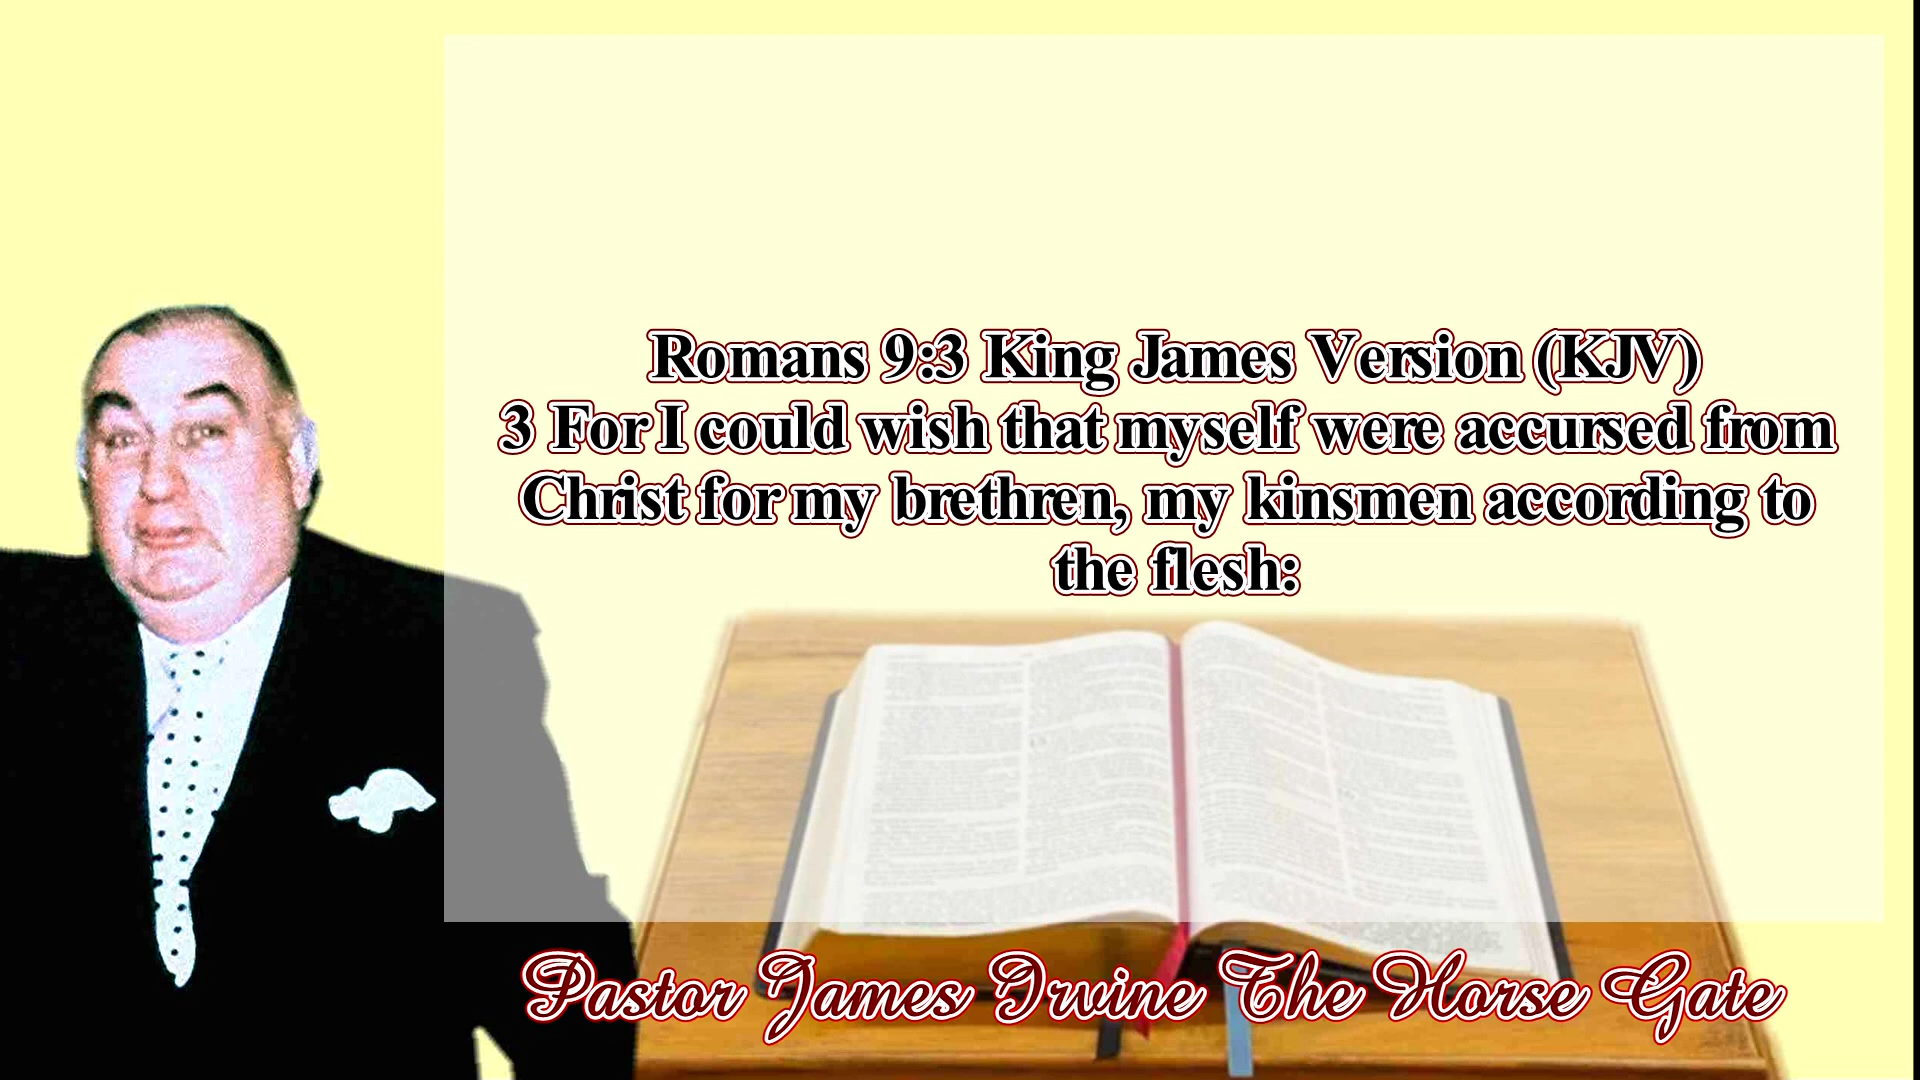 Romans 9:3 King James Version (KJV)
3 For I could wish that myself were accursed from
Christ for my brethren, my kinsmen according to
the flesh:
Pastor James Irvine The Horse Gate